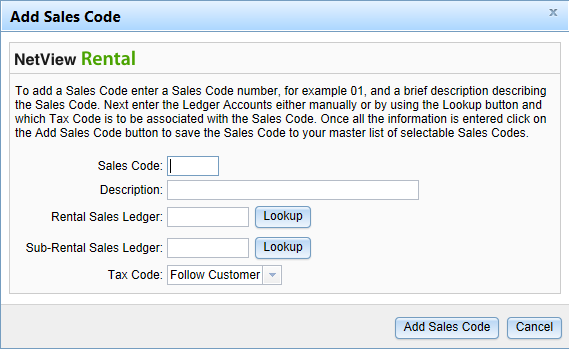 Add Sales Code
x
NetView Rental
To add a Sales Code enter a Sales Code number, for example 01, and a brief description describing
the Sales Code. Next enter the Ledger Accounts either manually or by using the Lookup button and
which Tax Code is to be associated with the Sales Code. Once all the information is entered click on
the Add Sales Code button to save the Sales Code to your master list of selectable Sales Codes.
Sales Code:
Description:
Rental Sales Ledger: Lookup
Sub-Rental Sales Ledger: Lookup
Tax Code: Follow Customer
Add Sales Code Cancel